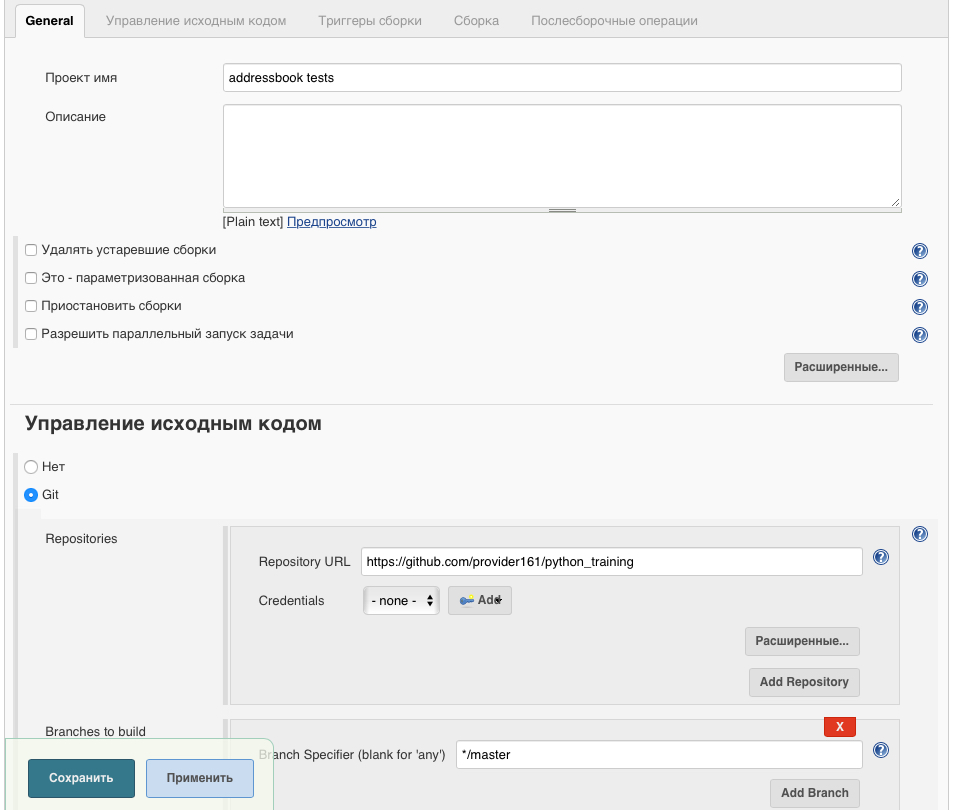 General Управление исходным кодом Триггеры сборки Сборка Послесборочные операции
Проект имя addressbook tests
Описание
[Plain text] Предпросмотр
Удалять устаревшие сборки
Это - параметризованная сборка
Приостановить сборки
Разрешить параллельный запуск задачи
Расширенные...
Управление исходным кодом
Нет
Git
Repositories
Repository URL https://github.com/provider161/python_training
Credentials - none - Add
Расширенные...
Add Repository
X
Branches to build
Branch Specifier (blank for 'any') */master
Сохранить Применить
Add Branch